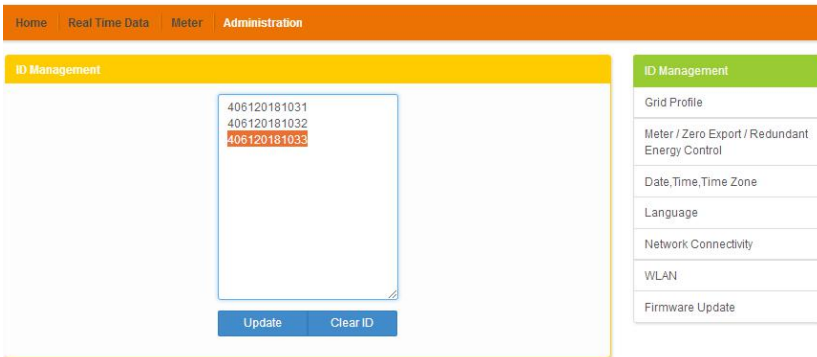 Home Real Time Data Meter Administration
ID Management
406120181031
406120181032
406120181033
Update Clear ID
ID Management
Grid Profile
Meter / Zero Export / Redundant
Energy Control
Date,Time,Time Zone
Language
Network Connectivity
WLAN
Firmware Update